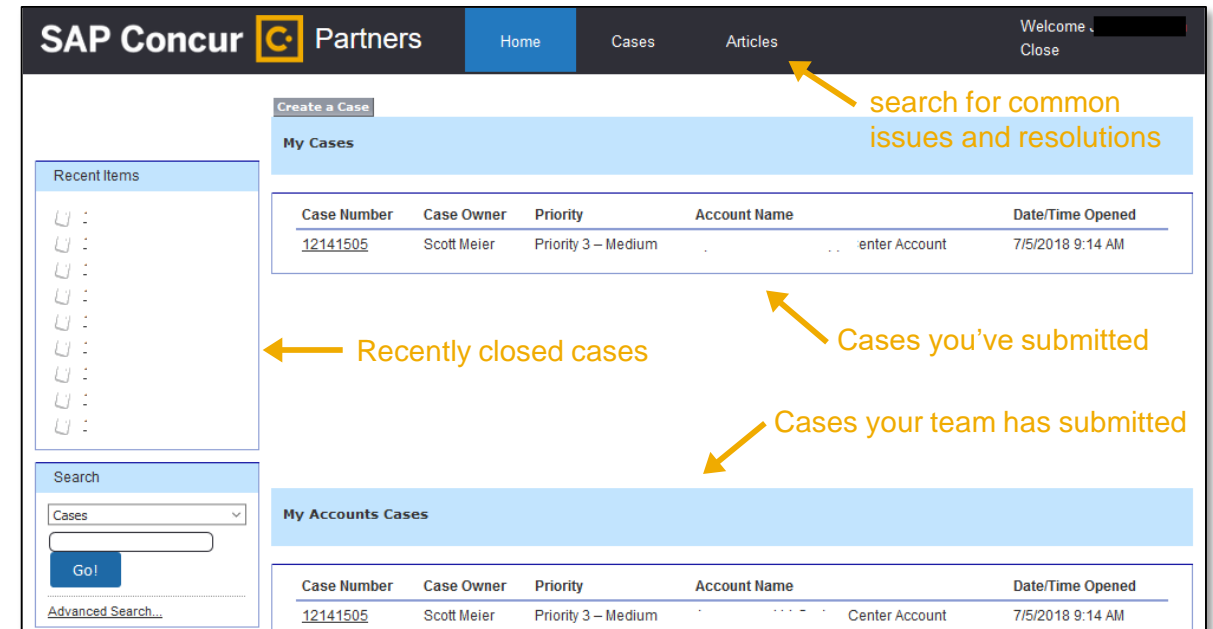 SAP Concur C Partners
Home
Cases
Articles
Welcome
Close
search for common
issues and resolutions
Create a Case
My Cases
Recent Items
Case Number Case Owner Priority Account Name Date/Time Opened
12141505 Scott Meier Priority 3 – Medium enter Account 7/5/2018 9:14 AM
Cases you've submitted
Recently closed cases
Cases your team has submitted
Search
Cases
Go!
Advanced Search...
My Accounts Cases
Case Number Case Owner Priority Account Name Date/Time Opened
12141505 Scott Meier Priority 3 – Medium Center Account 7/5/2018 9:14 AM